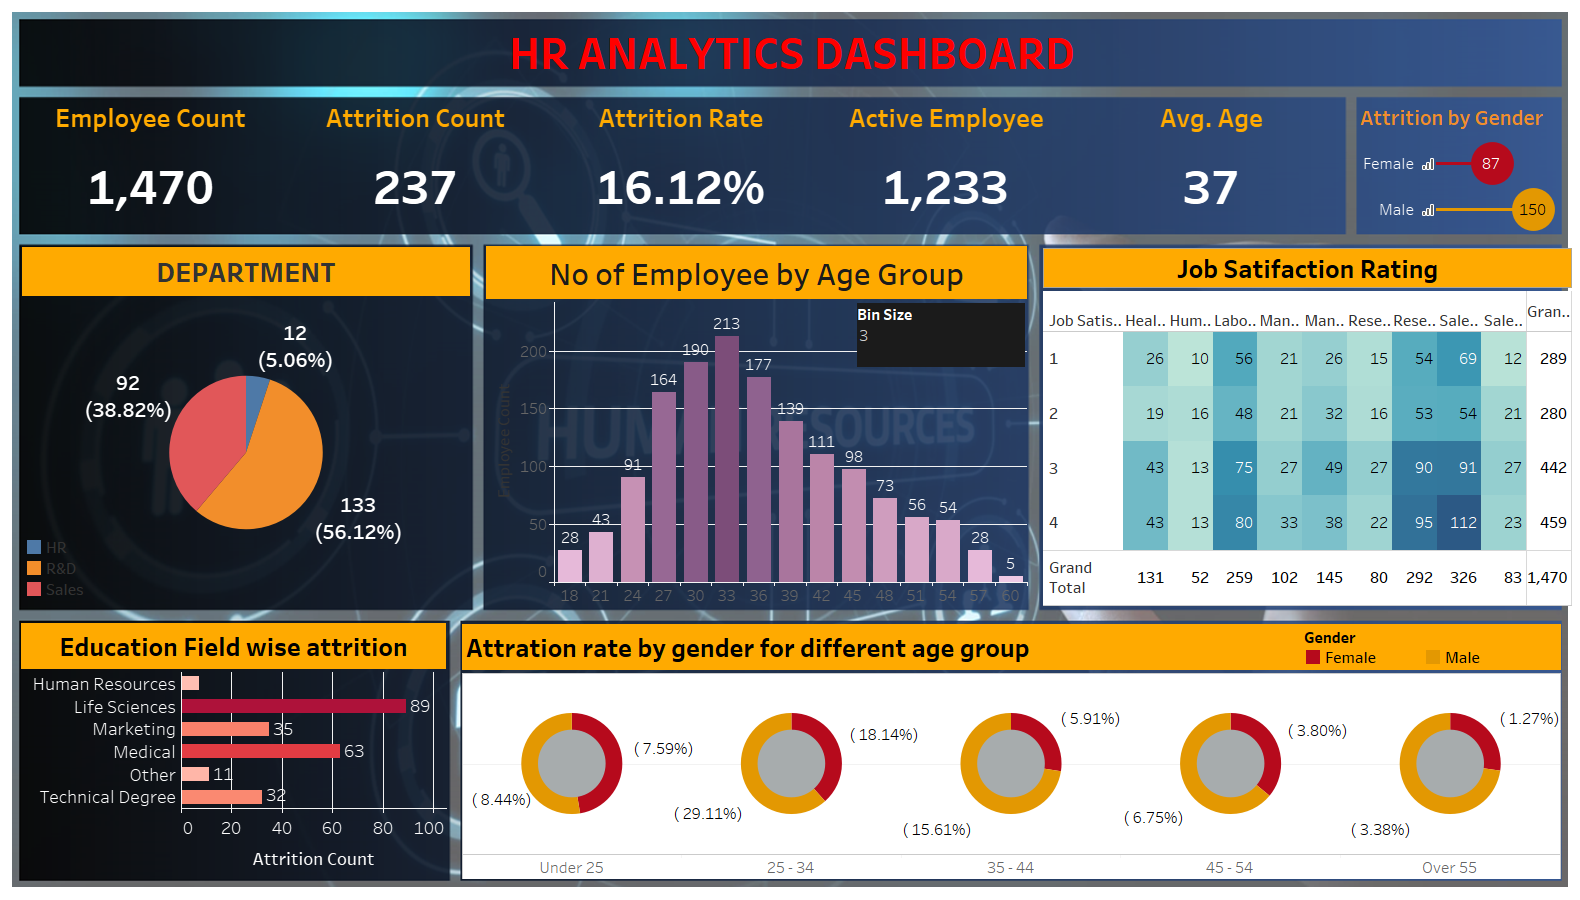 HR ANALYTICS DASHBOARD
Employee Count
Attrition Count
Attrition Rate
Active Employee
Avg. Age
1,470
237
16.12%
1,233
37
Attrition by Gender
Female 87
Male 150
DEPARTMENT
12
(5.06%)
92
(38.82%)
133
(56.12%)
HR
R&D
Sales
No of Employee by Age Group
Bin Size
3
Employee Count
200
150
100
50
0
28 43 91 164 190 213 177 139 111 98 73 56 54 28 5
18 21 24 27 30 33 36 39 42 45 48 51 54 57 60
HUMAN RESOURCES
Job Satifaction Rating
Job Satis.. Heal.. Hum.. Labo.. Man.. Man.. Rese.. Rese.. Sale.. Sale.. Gran..
1 26 10 56 21 26 15 54 69 12 289
2 19 16 48 21 32 16 53 54 21 280
3 43 13 75 27 49 27 90 91 27 442
4 43 13 80 33 38 22 95 112 23 459
Grand
Total 131 52 259 102 145 80 292 326 83 1,470
Education Field wise attrition
Human Resources
Life Sciences 89
Marketing 35
Medical 63
Other 11
Technical Degree 32
0 20 40 60 80 100
Attrition Count
Attration rate by gender for different age group
Gender
Female Male
( 7.59%)
( 8.44%)
( 18.14%)
( 29.11%)
( 5.91%)
( 15.61%)
( 3.80%)
( 6.75%)
( 1.27%)
( 3.38%)
Under 25
25 - 34
35 - 44
45 - 54
Over 55